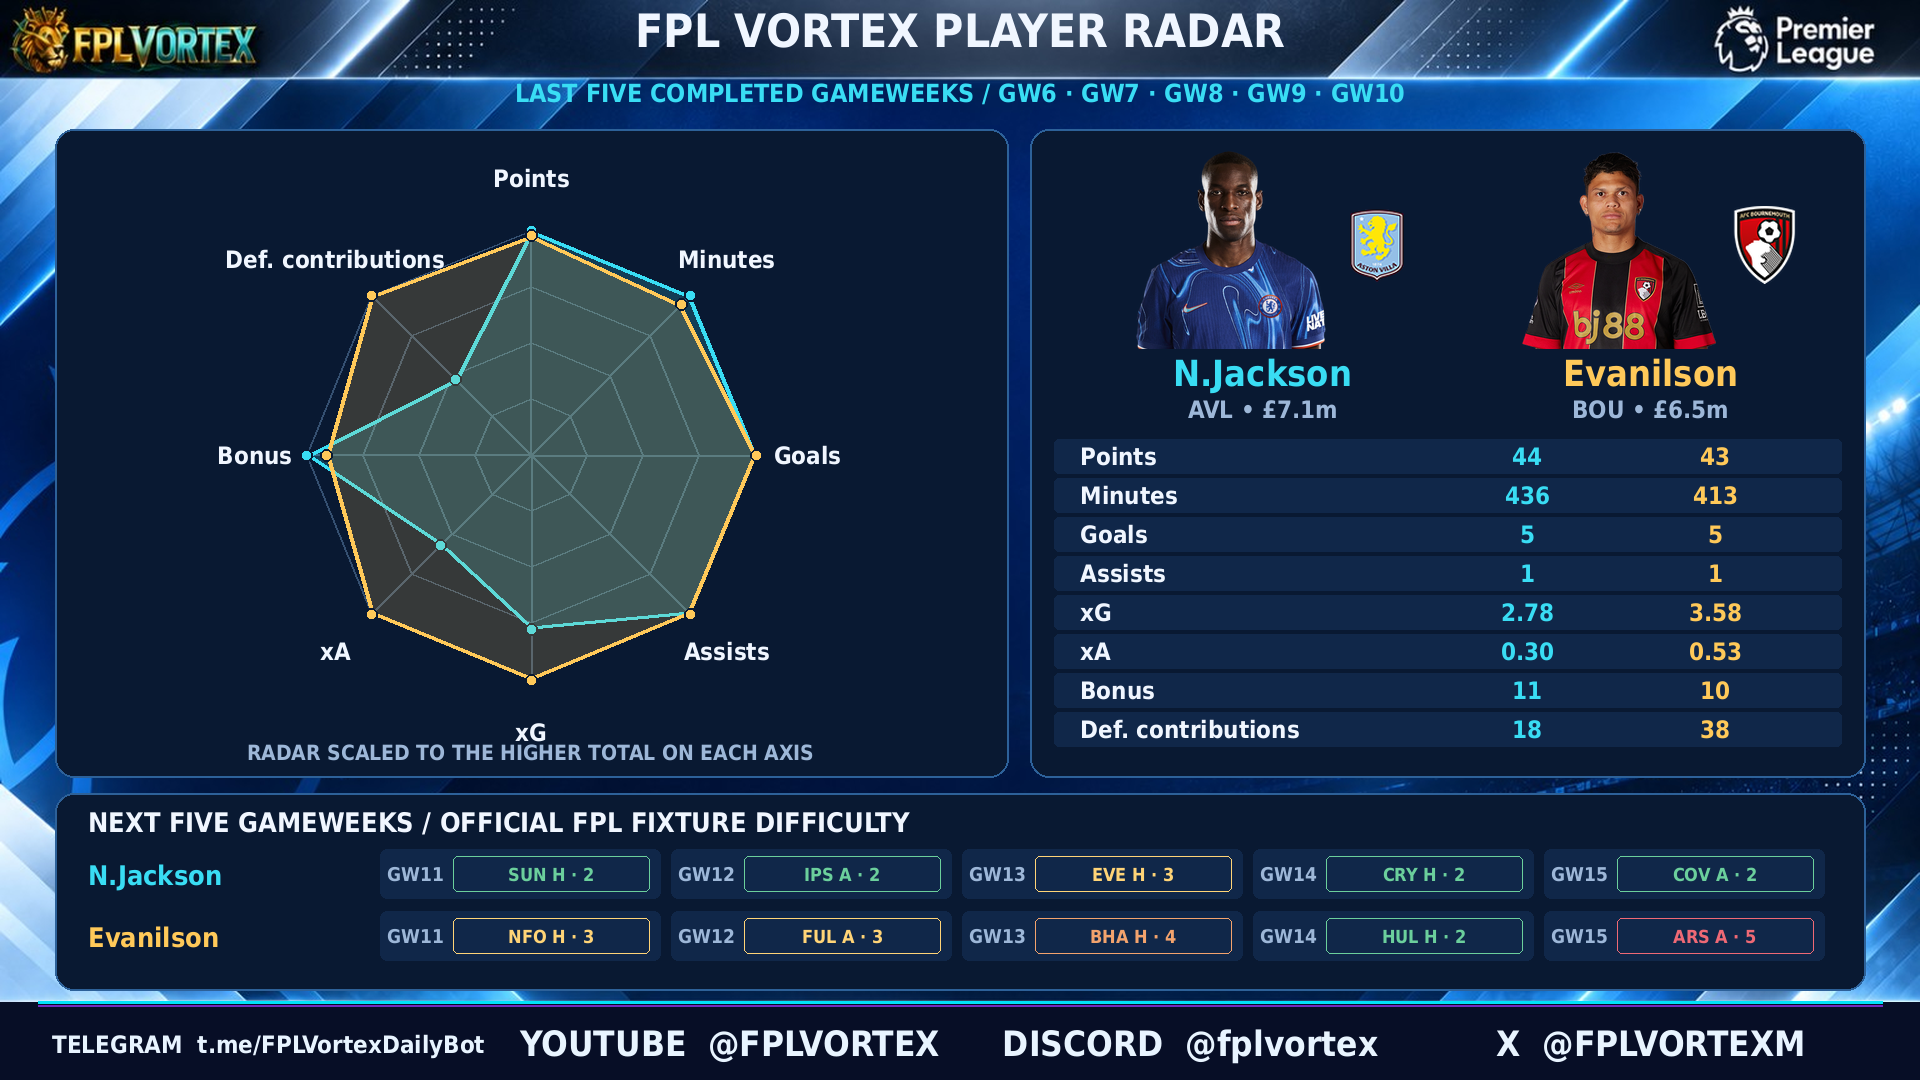 FPLVORTEX
FPL VORTEX PLAYER RADAR
Premier
League
LAST FIVE COMPLETED GAMEWEEKS / GW6 · GW7 · GW8 · GW9 · GW10
Points
Def. contributions
Minutes
Bonus
Goals
xA
Assists
xG
RADAR SCALED TO THE HIGHER TOTAL ON EACH AXIS
ASTON VILLA
AFC BOURNEMOUTH
bj88
N.Jackson
Evanilson
AVL • £7.1m
BOU • £6.5m
Points 44 43
Minutes 436 413
Goals 5 5
Assists 1 1
xG 2.78 3.58
xA 0.30 0.53
Bonus 11 10
Def. contributions 18 38
NEXT FIVE GAMEWEEKS / OFFICIAL FPL FIXTURE DIFFICULTY
N.Jackson GW11 SUN H · 2 GW12 IPS A · 2 GW13 EVE H · 3 GW14 CRY H · 2 GW15 COV A · 2
Evanilson GW11 NFO H · 3 GW12 FUL A · 3 GW13 BHA H · 4 GW14 HUL H · 2 GW15 ARS A · 5
TELEGRAM t.me/FPLVortexDailyBot YOUTUBE @FPLVORTEX DISCORD @fplvortex X @FPLVORTEXM